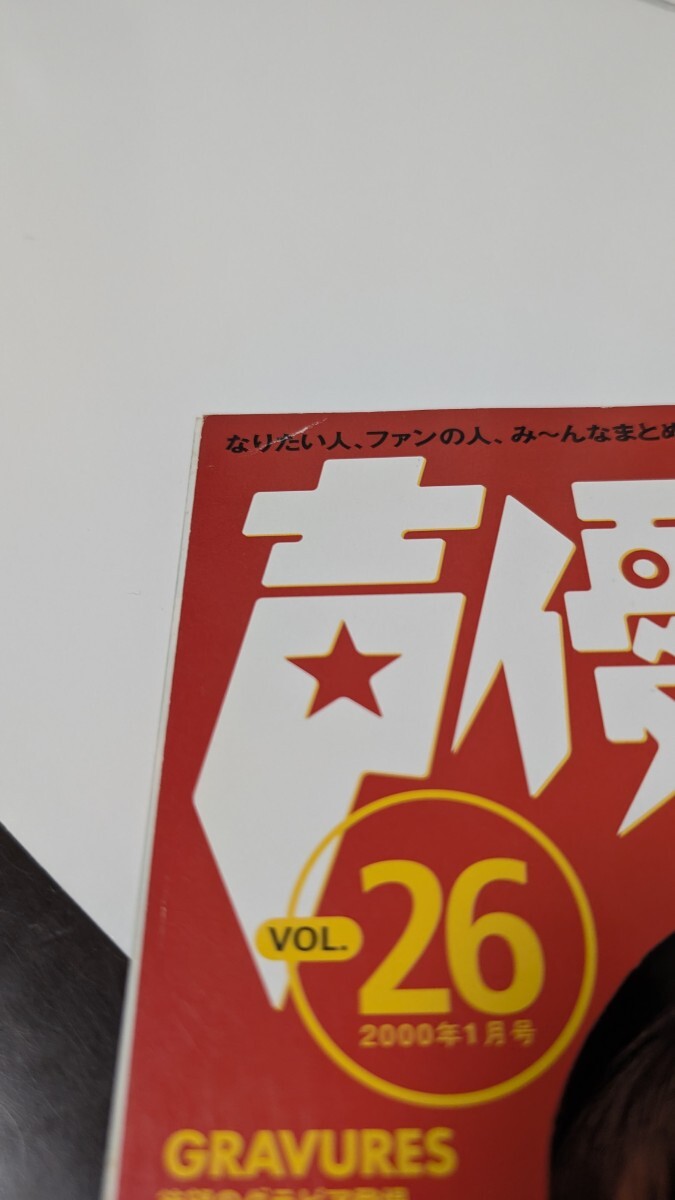 なりたい人、ファンの人、み〜んなまとめ
声優
VOL. 26
2000年1月号
GRAVURES